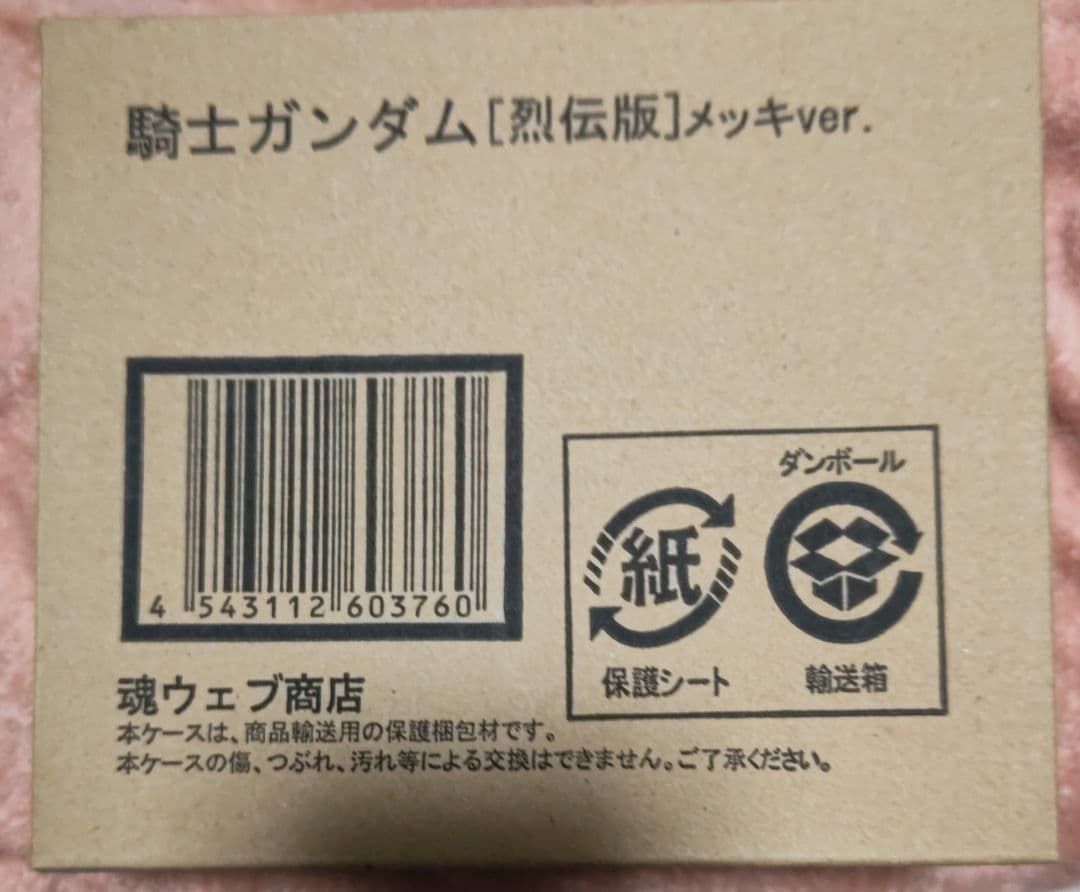 騎士ガンダム[烈伝版]メッキver.
4 543112 603760
ダンボール
紙
保護シート
輸送箱
魂ウェブ商店
本ケースは、商品輸送用の保護梱包材です。
本ケースの傷、つぶれ、汚れ等による交換はできません。ご了承ください。